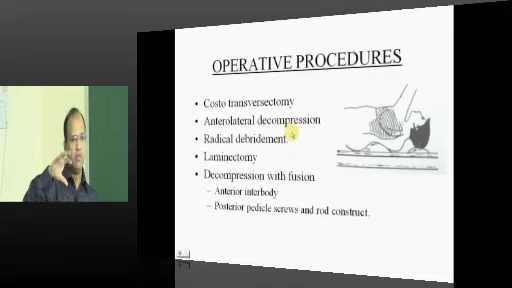 OPERATIVE PROCEDURES
• Costo transversectomy
• Anterolateral decompression
• Radical debridement.
• Laminectomy
• Decompression with fusion
– Anterior interbody
– Posterior pedicle screws and rod construct.